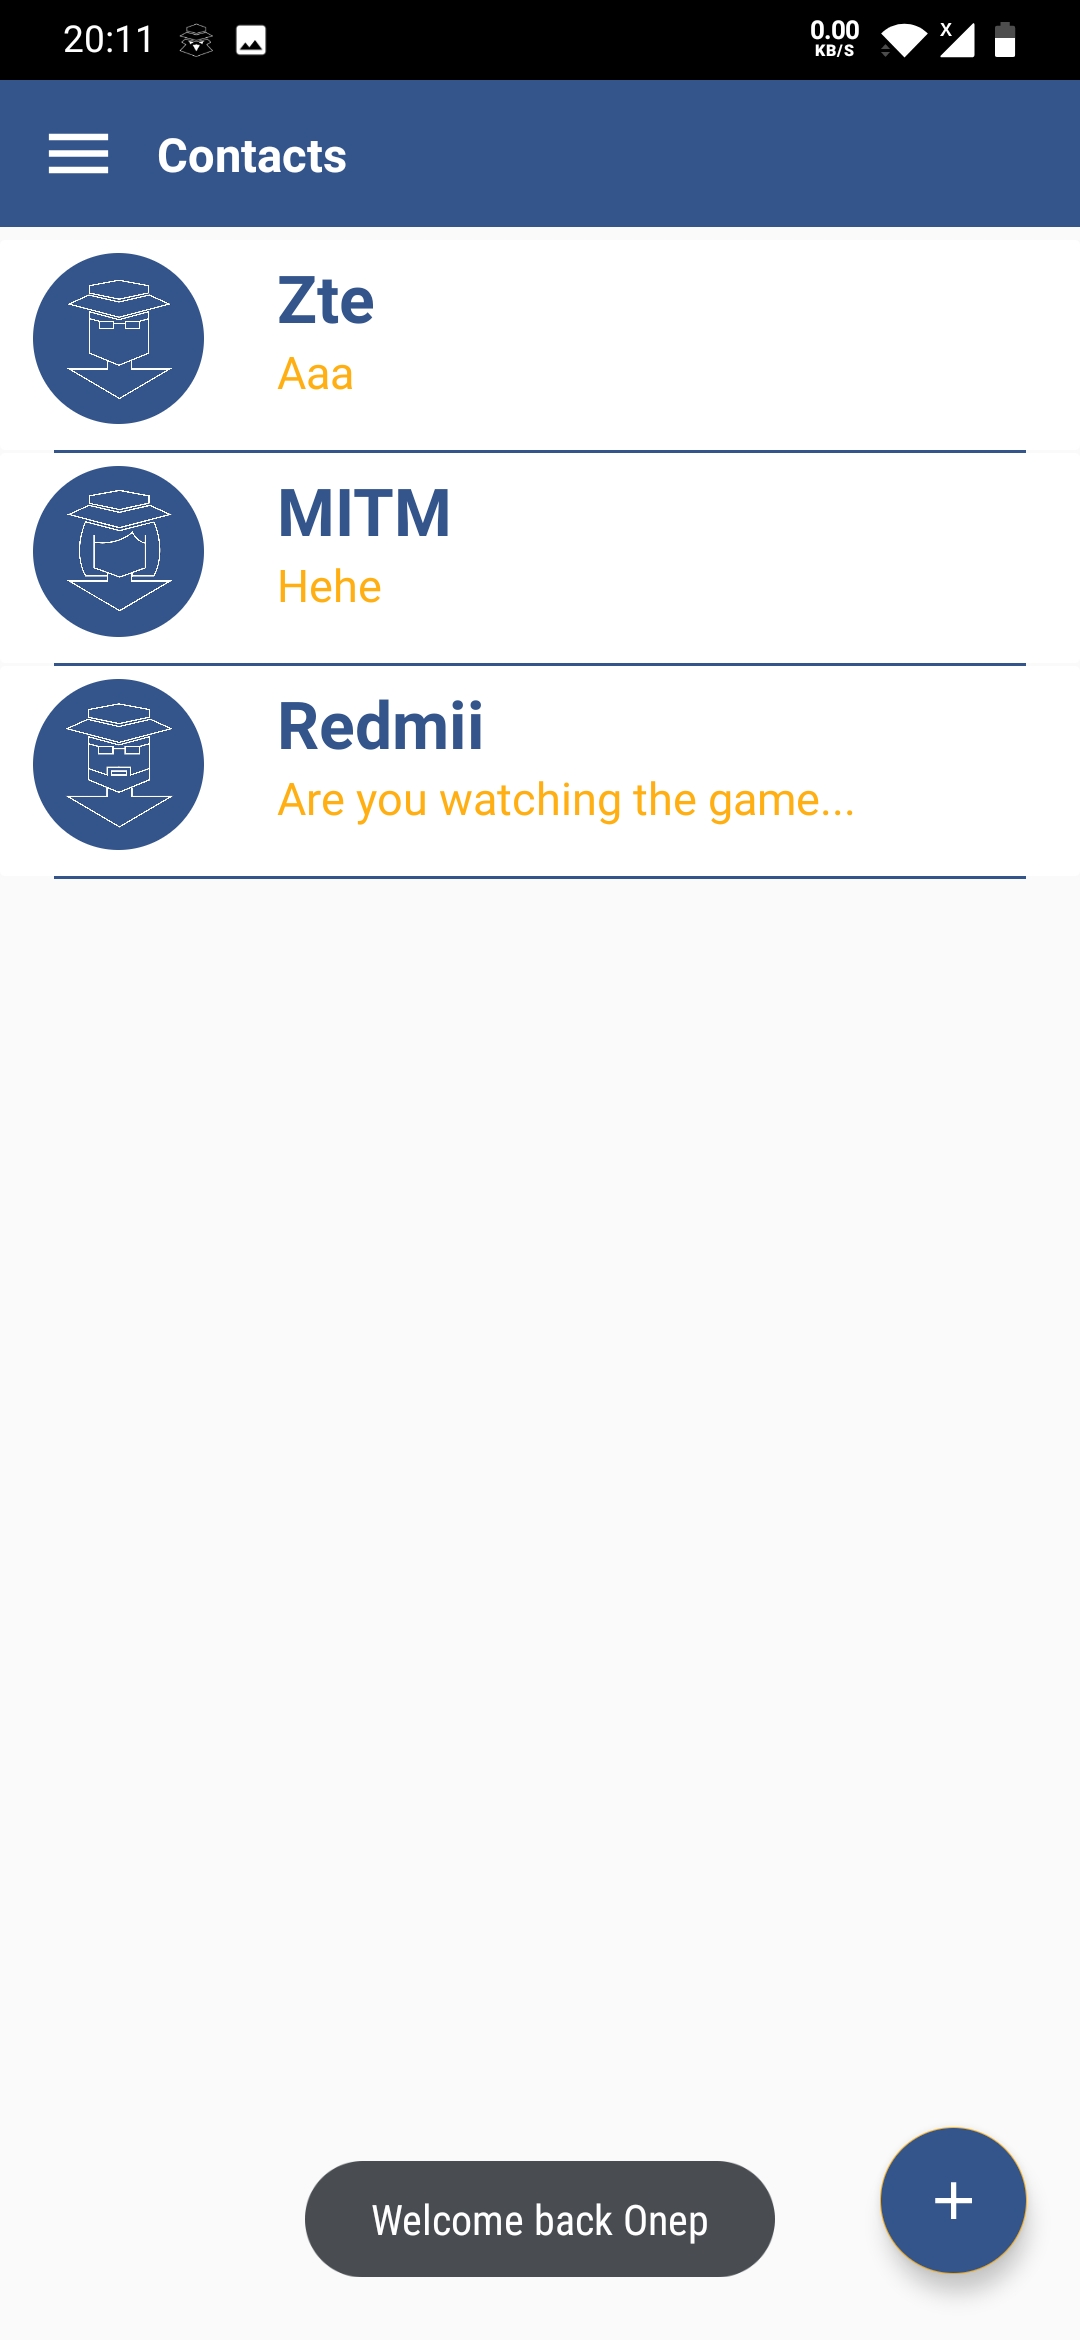 20:11
0.00
KB/S
X
Contacts
Zte
Aaa
MITM
Hehe
Redmii
Are you watching the game...
Welcome back Onep
+